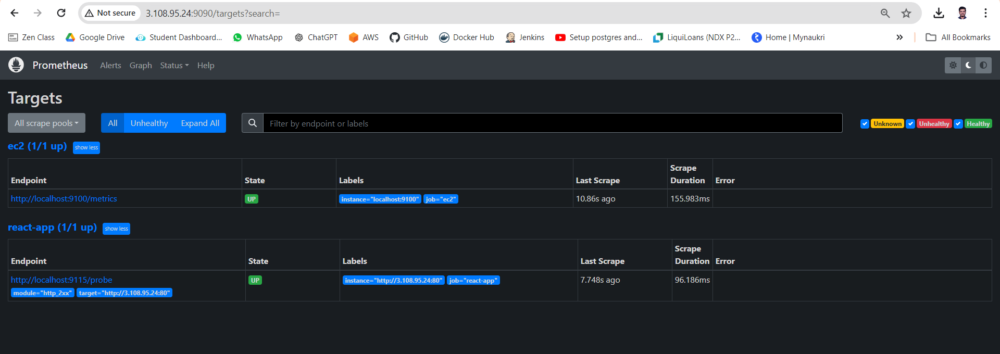 Not secure 3.108.95.24:9090/targets?search=
ZEN CLASS Zen Class Google Drive Student Dashboard... WhatsApp ChatGPT AWS GitHub Docker Hub Jenkins Setup postgres and... LiquiLoans (NDX P2... Home | Mynaukri » All Bookmarks
Prometheus Alerts Graph Status Help
Targets
All scrape pools All Unhealthy Expand All Filter by endpoint or labels Unknown Unhealthy Healthy
ec2 (1/1 up) show less
Endpoint State Labels Last Scrape Scrape Duration Error
http://localhost:9100/metrics UP instance="localhost:9100" job="ec2" 10.86s ago 155.983ms
react-app (1/1 up) show less
Endpoint State Labels Last Scrape Scrape Duration Error
http://localhost:9115/probe UP instance="http://3.108.95.24:80" job="react-app" 7.748s ago 96.186ms
module="http_2xx" target="http://3.108.95.24:80"